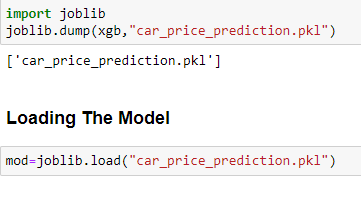 import joblib
joblib.dump(xgb,"car_price_prediction.pkl")
['car_price_prediction.pkl']
Loading The Model
mod=joblib.load("car_price_prediction.pkl")